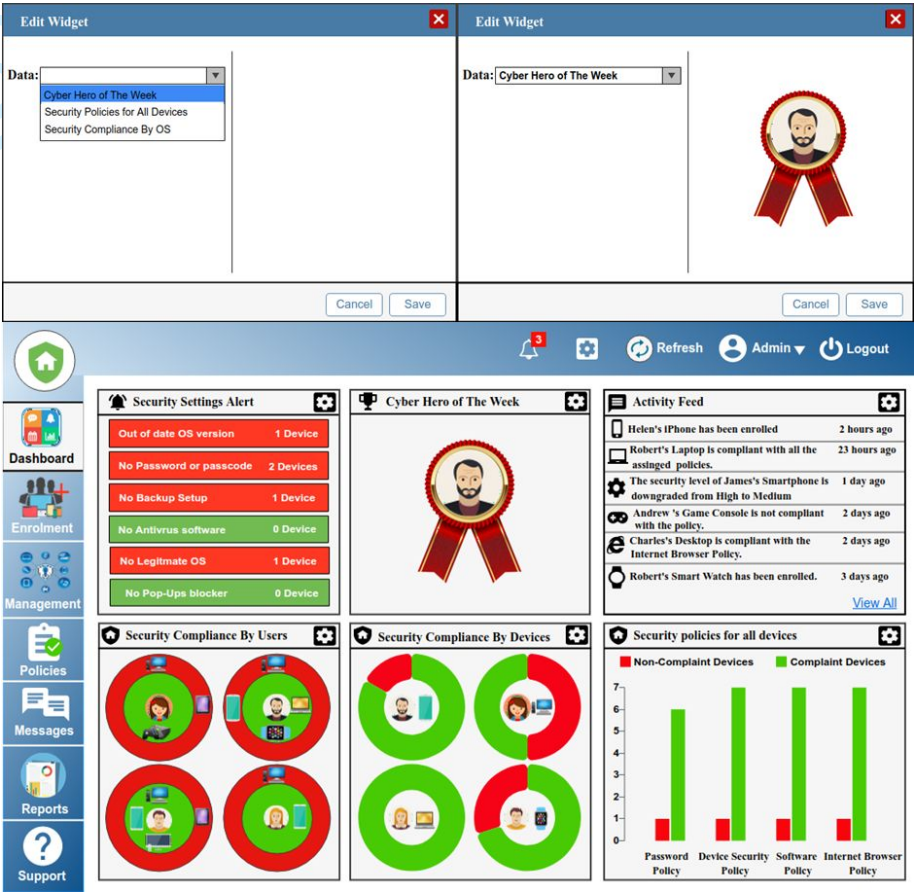 Edit Widget
Data:
Cyber Hero of The Week
Security Policies for All Devices
Security Compliance By OS
Cancel
Save
Edit Widget
Data:
Cyber Hero of The Week
Cancel
Save
3
Refresh
Admin
Logout
Dashboard
Enrolment
Management
Policies
Messages
Reports
Support
Security Settings Alert
Out of date OS version 1 Device
No Password or passcode 2 Devices
No Backup Setup 1 Device
No Antivrus software 0 Device
No Legitmate OS 1 Device
No Pop-Ups blocker 0 Device
Cyber Hero of The Week
Activity Feed
Helen's iPhone has been enrolled 2 hours ago
Robert's Laptop is compliant with all the 23 hours ago
assinged policies.
The security level of James's Smartphone is 1 day ago
downgraded from High to Medium
Andrew 's Game Console is not compliant 2 days ago
with the policy.
Charles's Desktop is compliant with the 2 days ago
Internet Browser Policy.
Robert's Smart Watch has been enrolled. 3 days ago
View All
Security Compliance By Users
Security Compliance By Devices
Security policies for all devices
Non-Complaint Devices
Complaint Devices
7
6
5
4
3
2
1
0
Password Policy
Device Security Policy
Software Policy
Internet Browser Policy